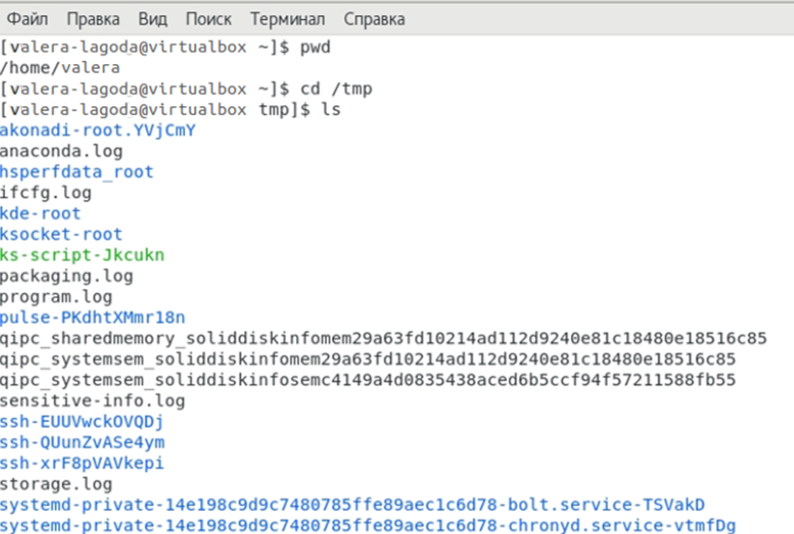 Файл Правка Вид Поиск Терминал Справка
[valera-lagoda@virtualbox ~]$ pwd
/home/valera
[valera-lagoda@virtualbox ~]$ cd /tmp
[valera-lagoda@virtualbox tmp]$ ls
akonadi-root.YVjCmY
anaconda.log
hsperfdata_root
ifcfg.log
kde-root
ksocket-root
ks-script-Jkcukn
packaging.log
program.log
pulse-PKdhtXMmr18n
qipc_sharedmemory_soliddiskinfomem29a63fd10214ad112d9240e81c18480e18516c85
qipc_systemsem_soliddiskinfomem29a63fd10214ad112d9240e81c18480e18516c85
qipc_systemsem_soliddiskinfosemc4149a4d0835438aced6b5ccf94f57211588fb55
sensitive-info.log
ssh-EUUVwckOVQDj
ssh-QUunZvASe4ym
ssh-xrF8pVAVkepi
storage.log
systemd-private-14e198c9d9c7480785ffe89aec1c6d78-bolt.service-TSVakD
systemd-private-14e198c9d9c7480785ffe89aec1c6d78-chronyd.service-vtmfDg